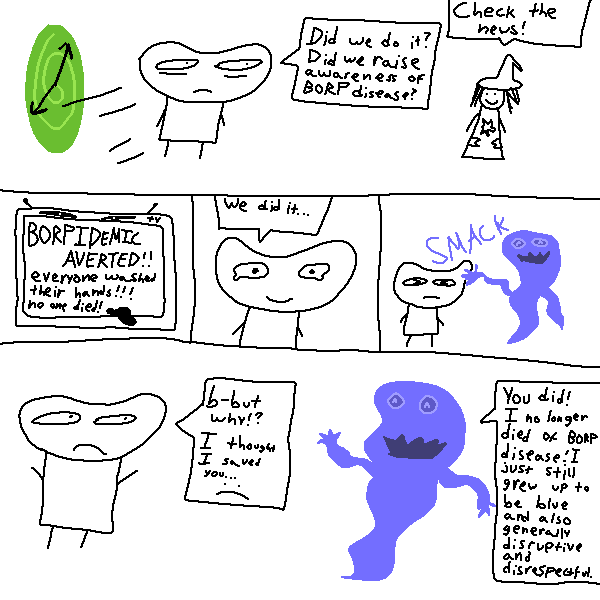 Did we do it?
Did we raise
awareness of
BORP disease?
Check the
news!
TV
BORPIDEMIC
AVERTED!!
everyone washed
their hands!!!
no one died!
We did it...
SMACK
b-but
why!?
I thought
I saved
you...
You did!
I no longer
died of BORP
disease! I
just still
grew up to
be blue
and also
generally
disruptive
and
disrespectful.